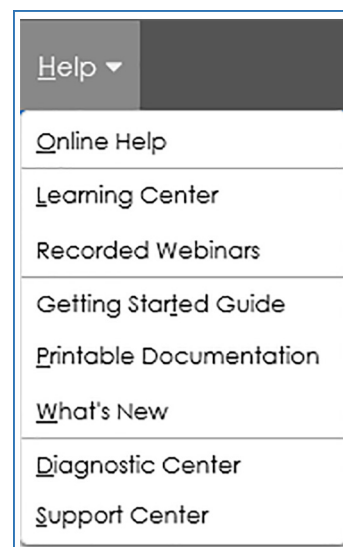 Help
Online Help
Learning Center
Recorded Webinars
Getting Started Guide
Printable Documentation
What's New
Diagnostic Center
Support Center